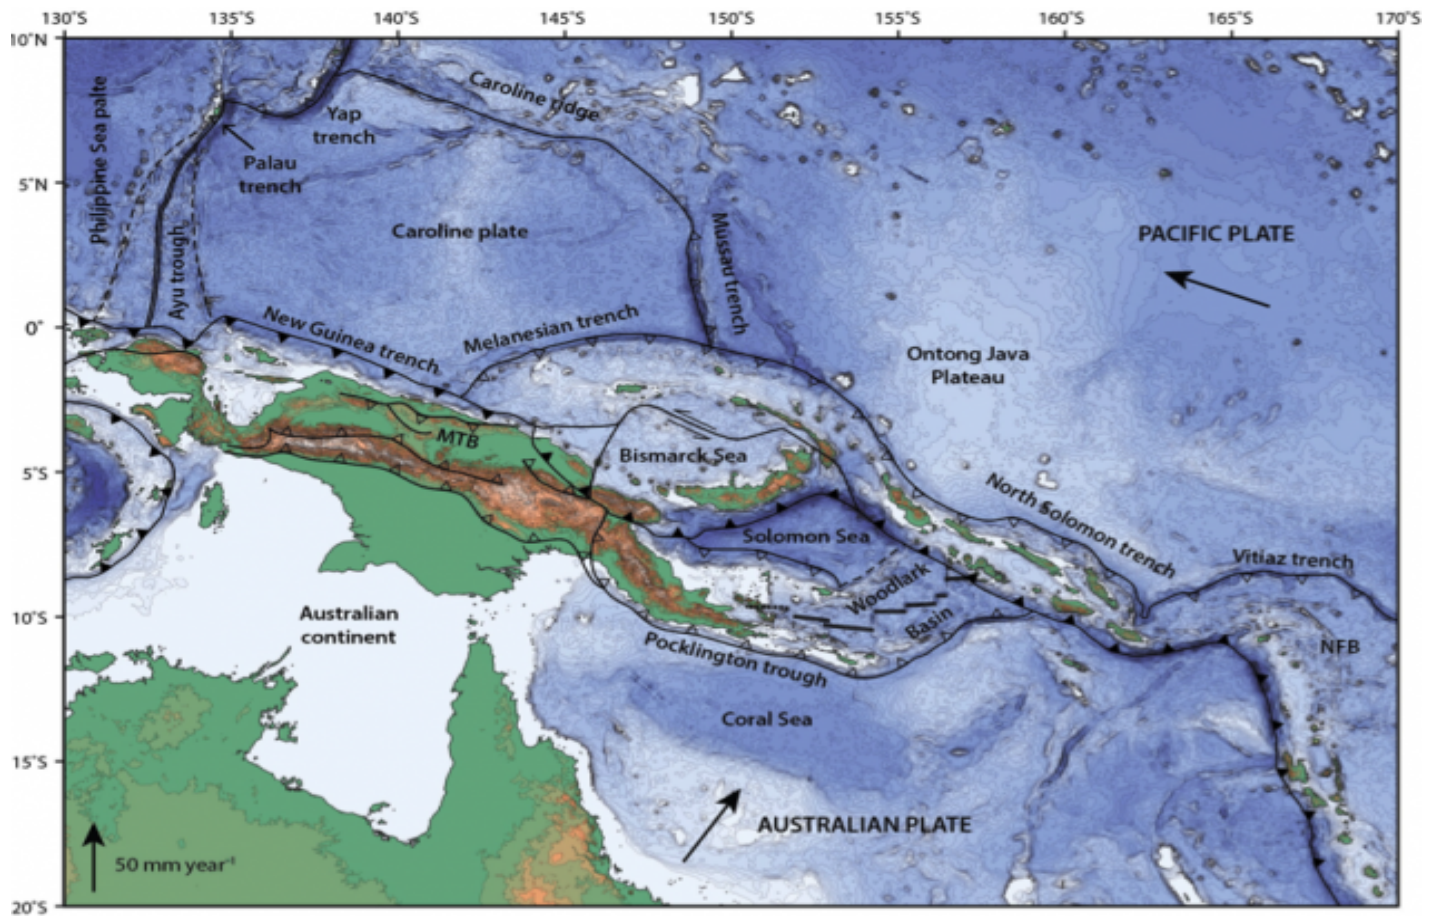 130°S 135°S 140°S 145°S 150°S 155°S 160°S 165°S 170°S
10°N
5°N
0°
5°S
10°S
15°S
20°S
Philippine Sea palte
Caroline ridge
Yap
trench
Palau
trench
Ayu trough
Caroline plate
Mussau trench
PACIFIC PLATE
New Guinea trench
Melanesian trench
Ontong Java
Plateau
MTB
Bismarck Sea
North Solomon trench
Solomon Sea
Vitiaz trench
Woodlark
Basin
Australian
continent
Pocklington trough
NFB
Coral Sea
AUSTRALIAN PLATE
50 mm year⁻¹